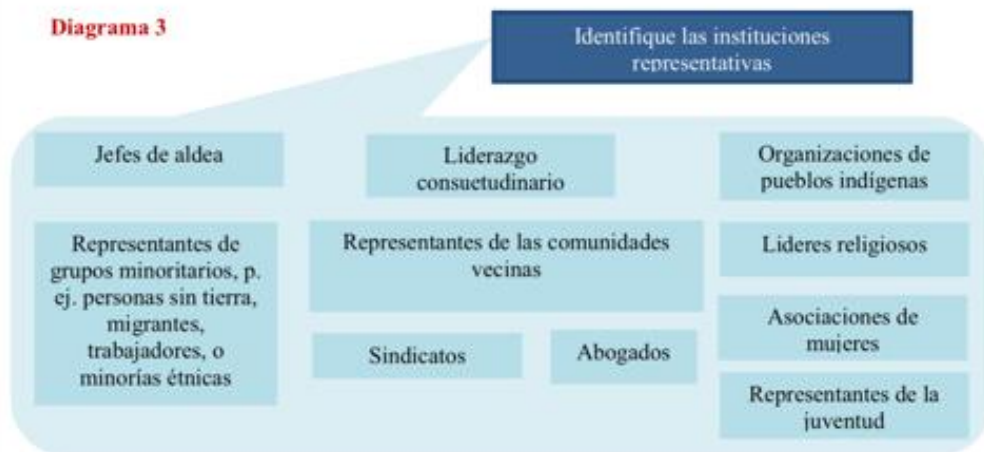 Diagrama 3
Identifique las instituciones
representativas
Jefes de aldea
Liderazgo
consuetudinario
Organizaciones de
pueblos indígenas
Representantes de
grupos minoritarios, p.
ej. personas sin tierra,
migrantes,
trabajadores, o
minorías étnicas
Representantes de las comunidades
vecinas
Lideres religiosos
Sindicatos
Abogados
Asociaciones de
mujeres
Representantes de la
juventud